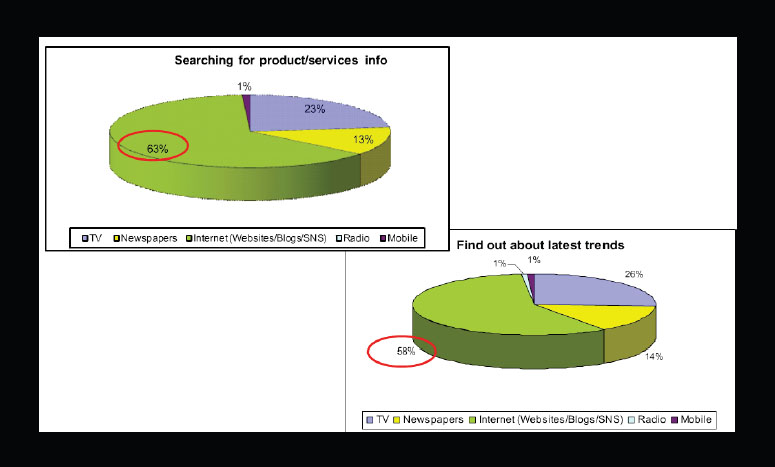 Searching for product/services info
1%
23%
13%
63%
TV Newspapers Internet (Websites/Blogs/SNS) Radio Mobile
Find out about latest trends
1% 1%
26%
58%
14%
TV Newspapers Internet (Websites/Blogs/SNS) Radio Mobile